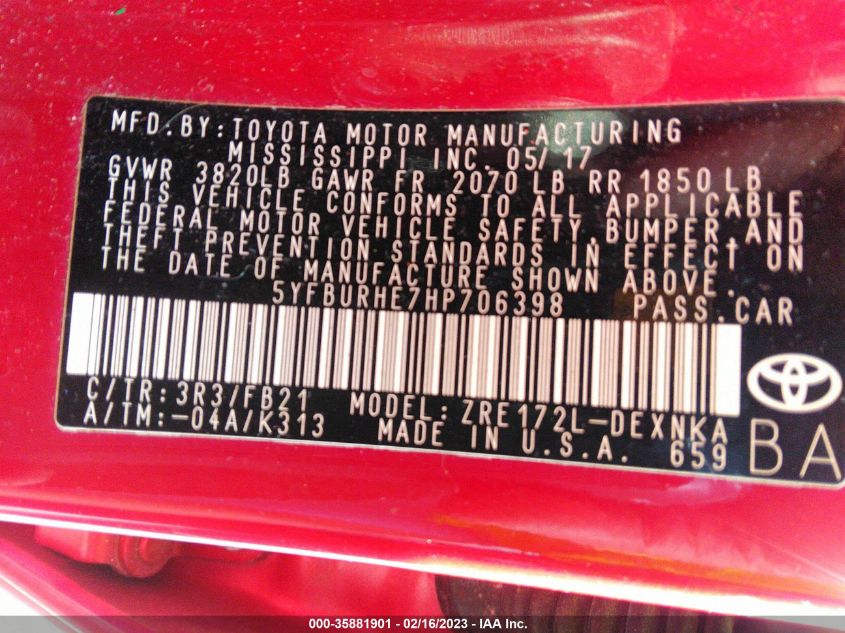 MFD.BY:TOYOTA MOTOR MANUFACTURING
MISSISSIPPI INC. 05/17
GVWR 3820LB GAWR FR 2070 LB RR 1850 LB
THIS VEHICLE CONFORMS TO ALL APPLICABLE
FEDERAL MOTOR VEHICLE SAFETY, BUMPER, AND
THEFT PREVENTION STANDARDS IN EFFECT ON
THE DATE OF MANUFACTURE SHOWN ABOVE.
5YFBURHE7HP706398 PASS.CAR
C/TR:3R3/FB21 MODEL:ZRE172L-DEXNKA
A/TM:-04A/K313 MADE IN U.S.A. 659
BA
000-35881901 - 02/16/2023 - IAA Inc.